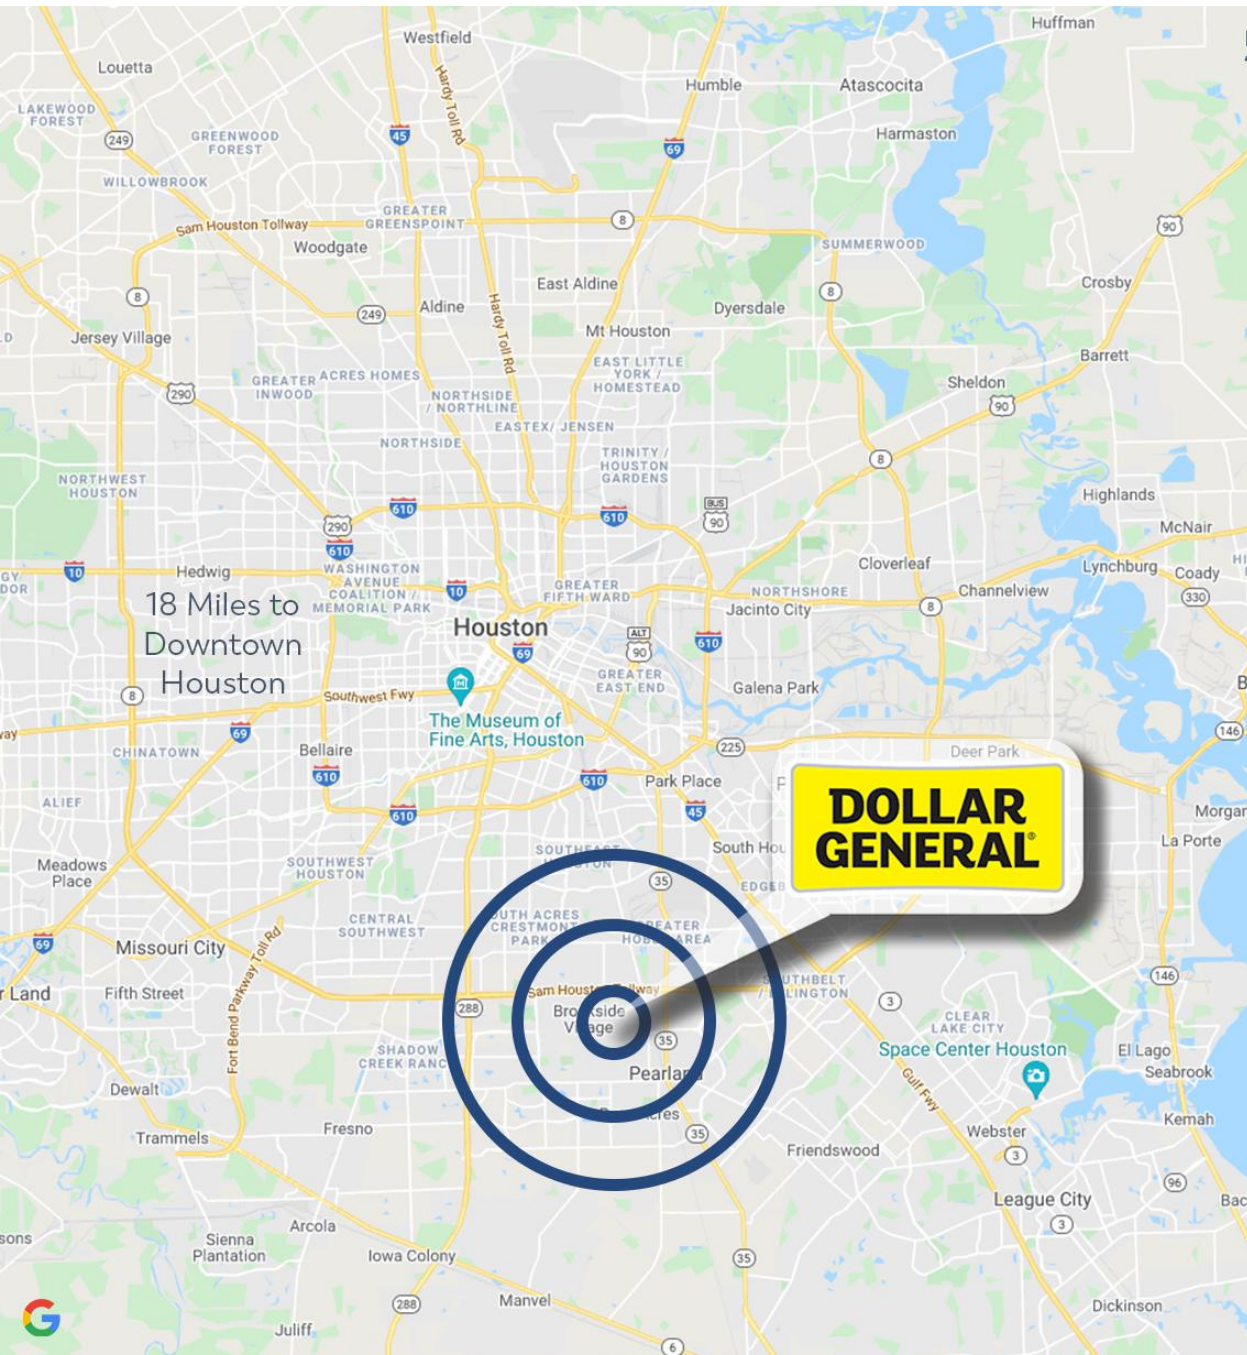 Huffman
Westfield
Louetta
Humble
Atascocita
Hardy Toll Rd
LAKEWOOD
FOREST
249
GREENWOOD
FOREST
45
69
Harmaston
WILLOWBROOK
GREATER
GREENSPOINT
Sam Houston Tollway
8
90
Woodgate
SUMMERWOOD
East Aldine
Crosby
8
8
249
Aldine
Hardy Toll Rd
Dyersdale
Jersey Village
Mt Houston
Barrett
EAST LITTLE
YORK /
HOMESTEAD
GREATER
INWOOD
ACRES HOMES
Sheldon
290
NORTHSIDE
/ NORTHLINE
90
EASTEX/ JENSEN
NORTHSIDE
TRINITY /
HOUSTON
GARDENS
8
NORTHWEST
HOUSTON
Highlands
610
610
BUS
90
290
McNair
610
Cloverleaf
Lynchburg
Coady
10
Hedwig
WASHINGTON
AVENUE
COALITION /
MEMORIAL PARK
10
GREATER
FIFTH WARD
NORTHSHORE
Channelview
330
18 Miles to
Downtown
Houston
Jacinto City
8
Houston
69
ALT
90
610
GREATER
EAST END
Galena Park
8
Southwest Fwy
The Museum of
Fine Arts, Houston
69
146
CHINATOWN
Bellaire
225
Deer Park
610
610
Park Place
DOLLAR
GENERAL®
ALIEF
610
45
La Porte
Meadows
Place
SOUTHWEST
HOUSTON
South Hou
35
CENTRAL
SOUTHWEST
69
Missouri City
Fort Bend Parkway Toll Rd
146
r Land
Fifth Street
288
3
CLEAR
LAKE CITY
35
SHADOW
CREEK RANC
Space Center Houston
El Lago
Pearland
Seabrook
Gulf Fwy
Dewalt
Kemah
Trammels
Fresno
35
Webster
Friendswood
3
96
League City
Arcola
3
Sienna
Plantation
Iowa Colony
35
288
Manvel
Dickinson
Juliff
6